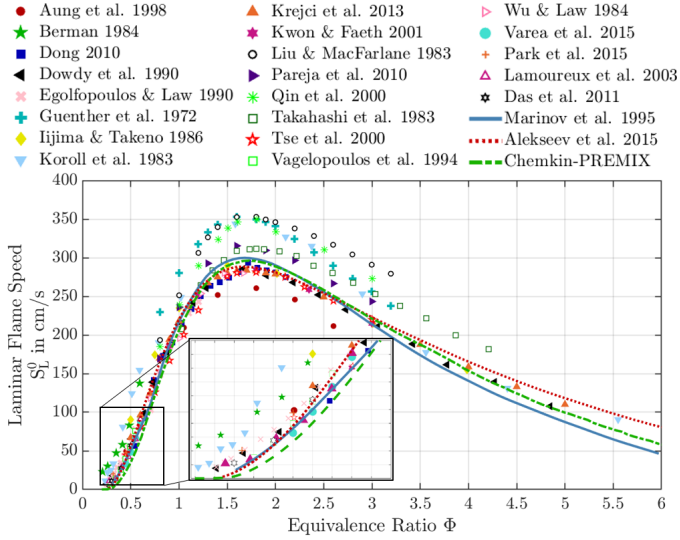 Aung et al. 1998
Berman 1984
Dong 2010
Dowdy et al. 1990
Egolfopoulos & Law 1990
Guenther et al. 1972
Iijima & Takeno 1986
Koroll et al. 1983
Krejci et al. 2013
Kwon & Faeth 2001
Liu & MacFarlane 1983
Pareja et al. 2010
Qin et al. 2000
Takahashi et al. 1983
Tse et al. 2000
Vagelopoulos et al. 1994
Wu & Law 1984
Varea et al. 2015
Park et al. 2015
Lamoureux et al. 2003
Das et al. 2011
Marinov et al. 1995
Alekseev et al. 2015
Chemkin-PREMIX
Laminar Flame Speed
S⁰L in cm/s
400
350
300
250
200
150
100
50
0
0 0.5 1 1.5 2 2.5 3 3.5 4 4.5 5 5.5 6
Equivalence Ratio Φ